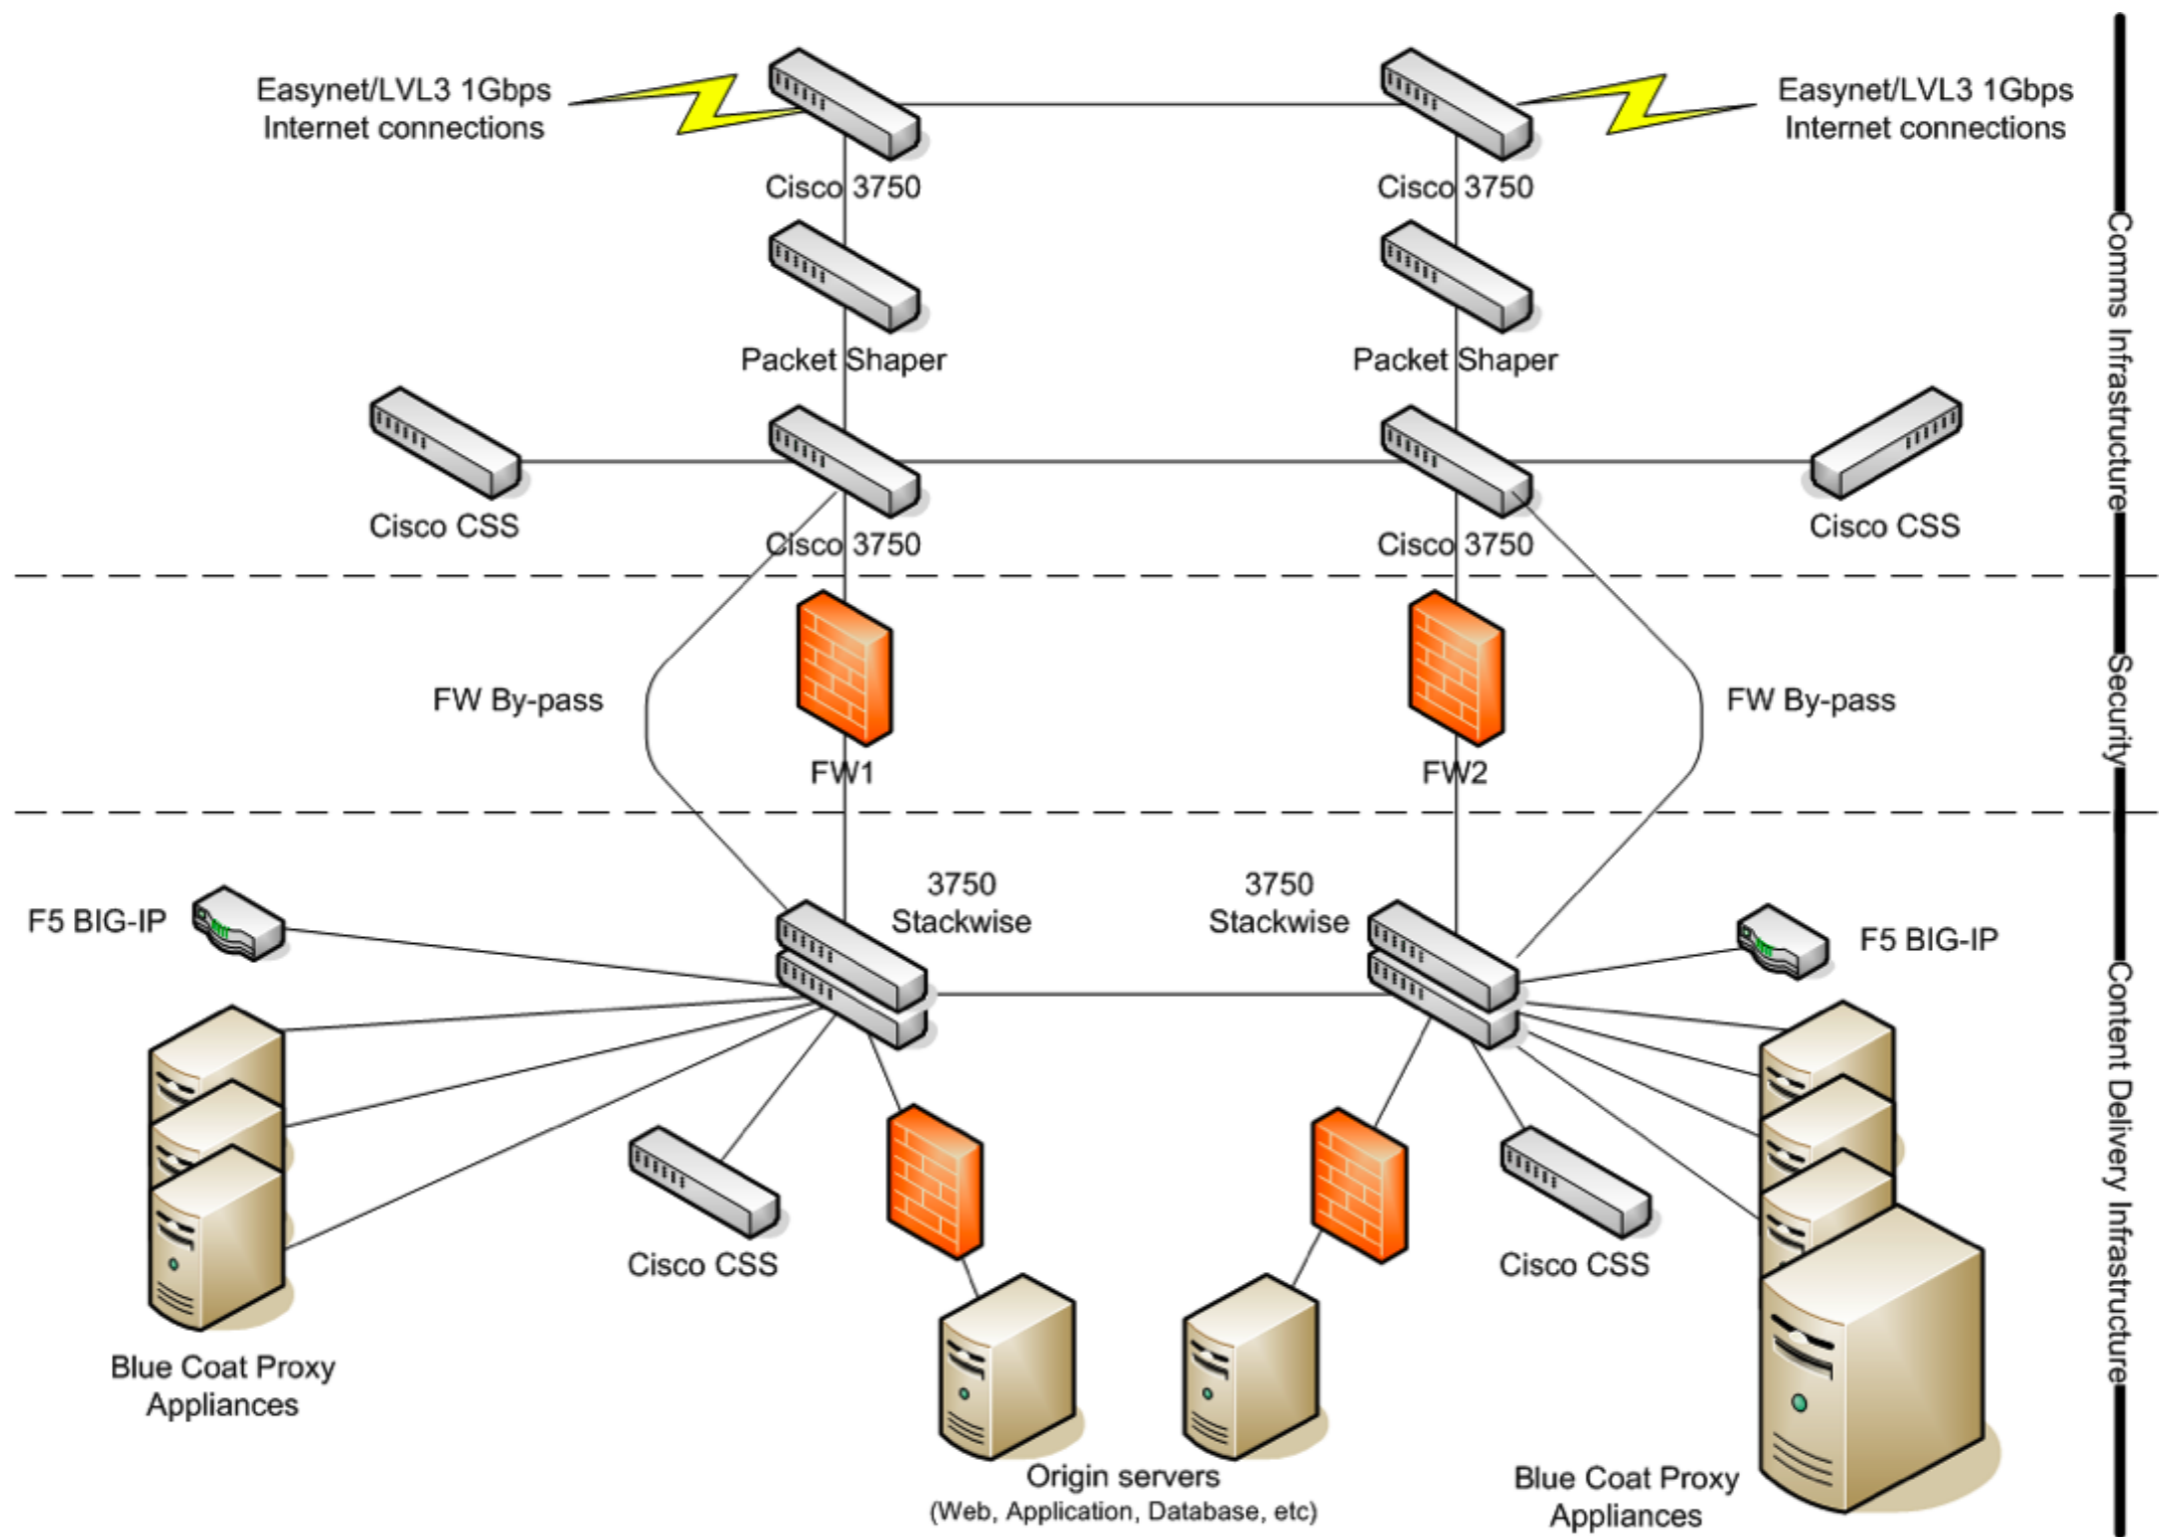 Easynet/LVL3 1Gbps
Internet connections
Easynet/LVL3 1Gbps
Internet connections
Cisco 3750
Cisco 3750
Packet Shaper
Packet Shaper
Cisco CSS
Cisco 3750
Cisco 3750
Cisco CSS
Comms Infrastructure
FW By-pass
FW1
FW2
FW By-pass
Security
3750
Stackwise
3750
Stackwise
F5 BIG-IP
F5 BIG-IP
Cisco CSS
Cisco CSS
Blue Coat Proxy
Appliances
Origin servers
(Web, Application, Database, etc)
Blue Coat Proxy
Appliances
Content Delivery Infrastructure